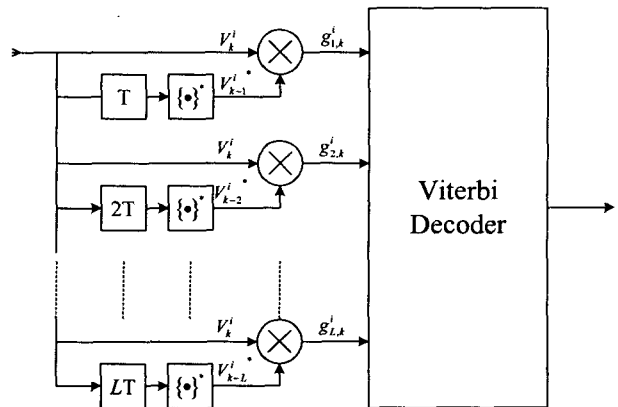 V_k^i
g_{1,k}^i
T
{•}*
V_{k-1}^i *
V_k^i
g_{2,k}^i
2T
{•}*
V_{k-2}^i *
Viterbi
Decoder
V_k^i
g_{L,k}^i
LT
{•}*
V_{k-L}^i *